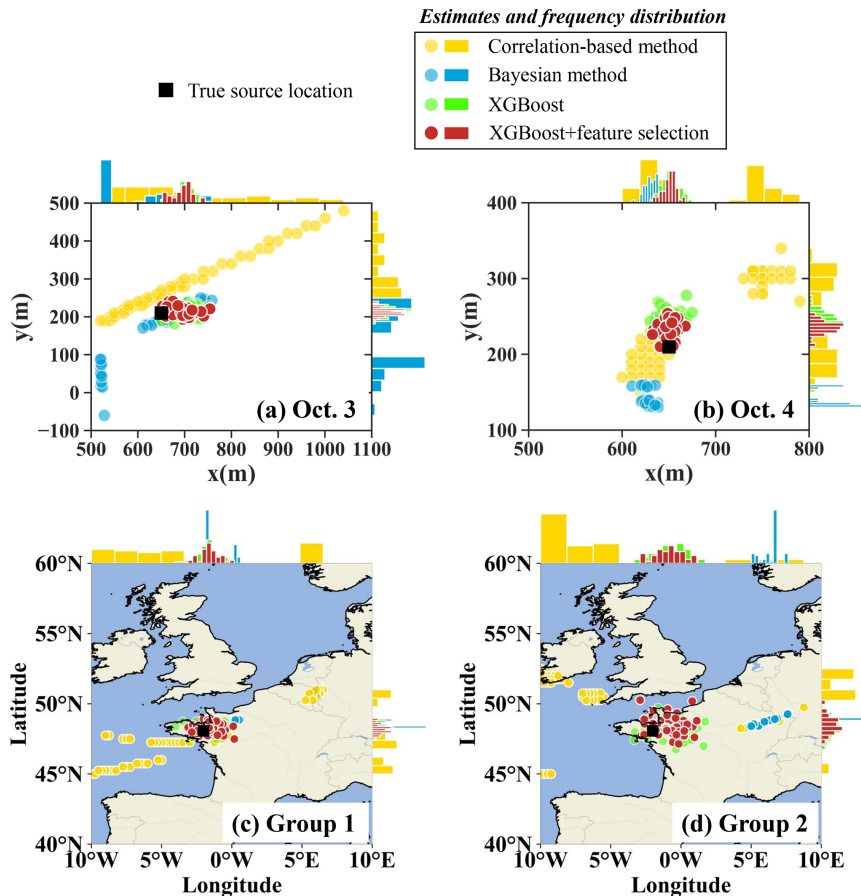 Estimates and frequency distribution
Correlation-based method
Bayesian method
XGBoost
XGBoost+feature selection
True source location
500
400
300
200
100
0
−100
y(m)
500 600 700 800 900 1000 1100
x(m)
(a) Oct. 3
400
300
200
100
y(m)
500 600 700 800
x(m)
(b) Oct. 4
60°N
55°N
50°N
45°N
40°N
Latitude
10°W 5°W 0°W 5°E 10°E
Longitude
(c) Group 1
60°N
55°N
50°N
45°N
40°N
Latitude
10°W 5°W 0°W 5°E 10°E
Longitude
(d) Group 2